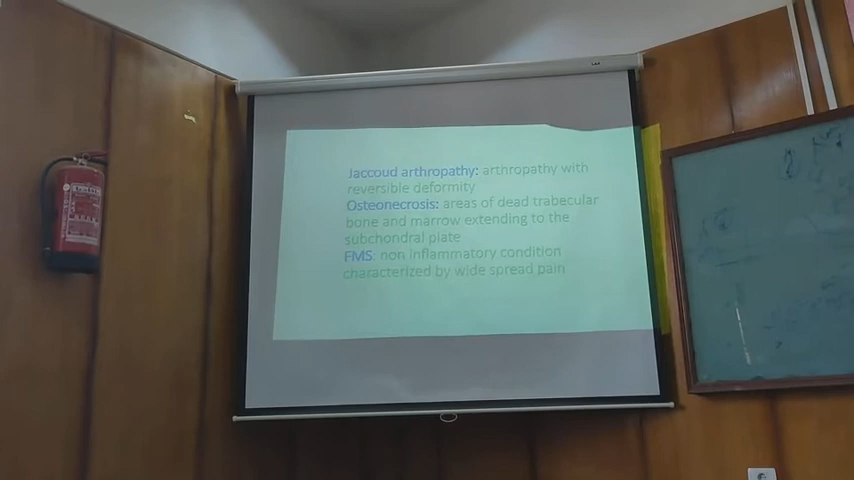 Jaccoud arthropathy: arthropathy with
reversible deformity
Osteonecrosis: areas of dead trabecular
bone and marrow extending to the
subchondral plate
FMS: non inflammatory condition
characterized by wide spread pain